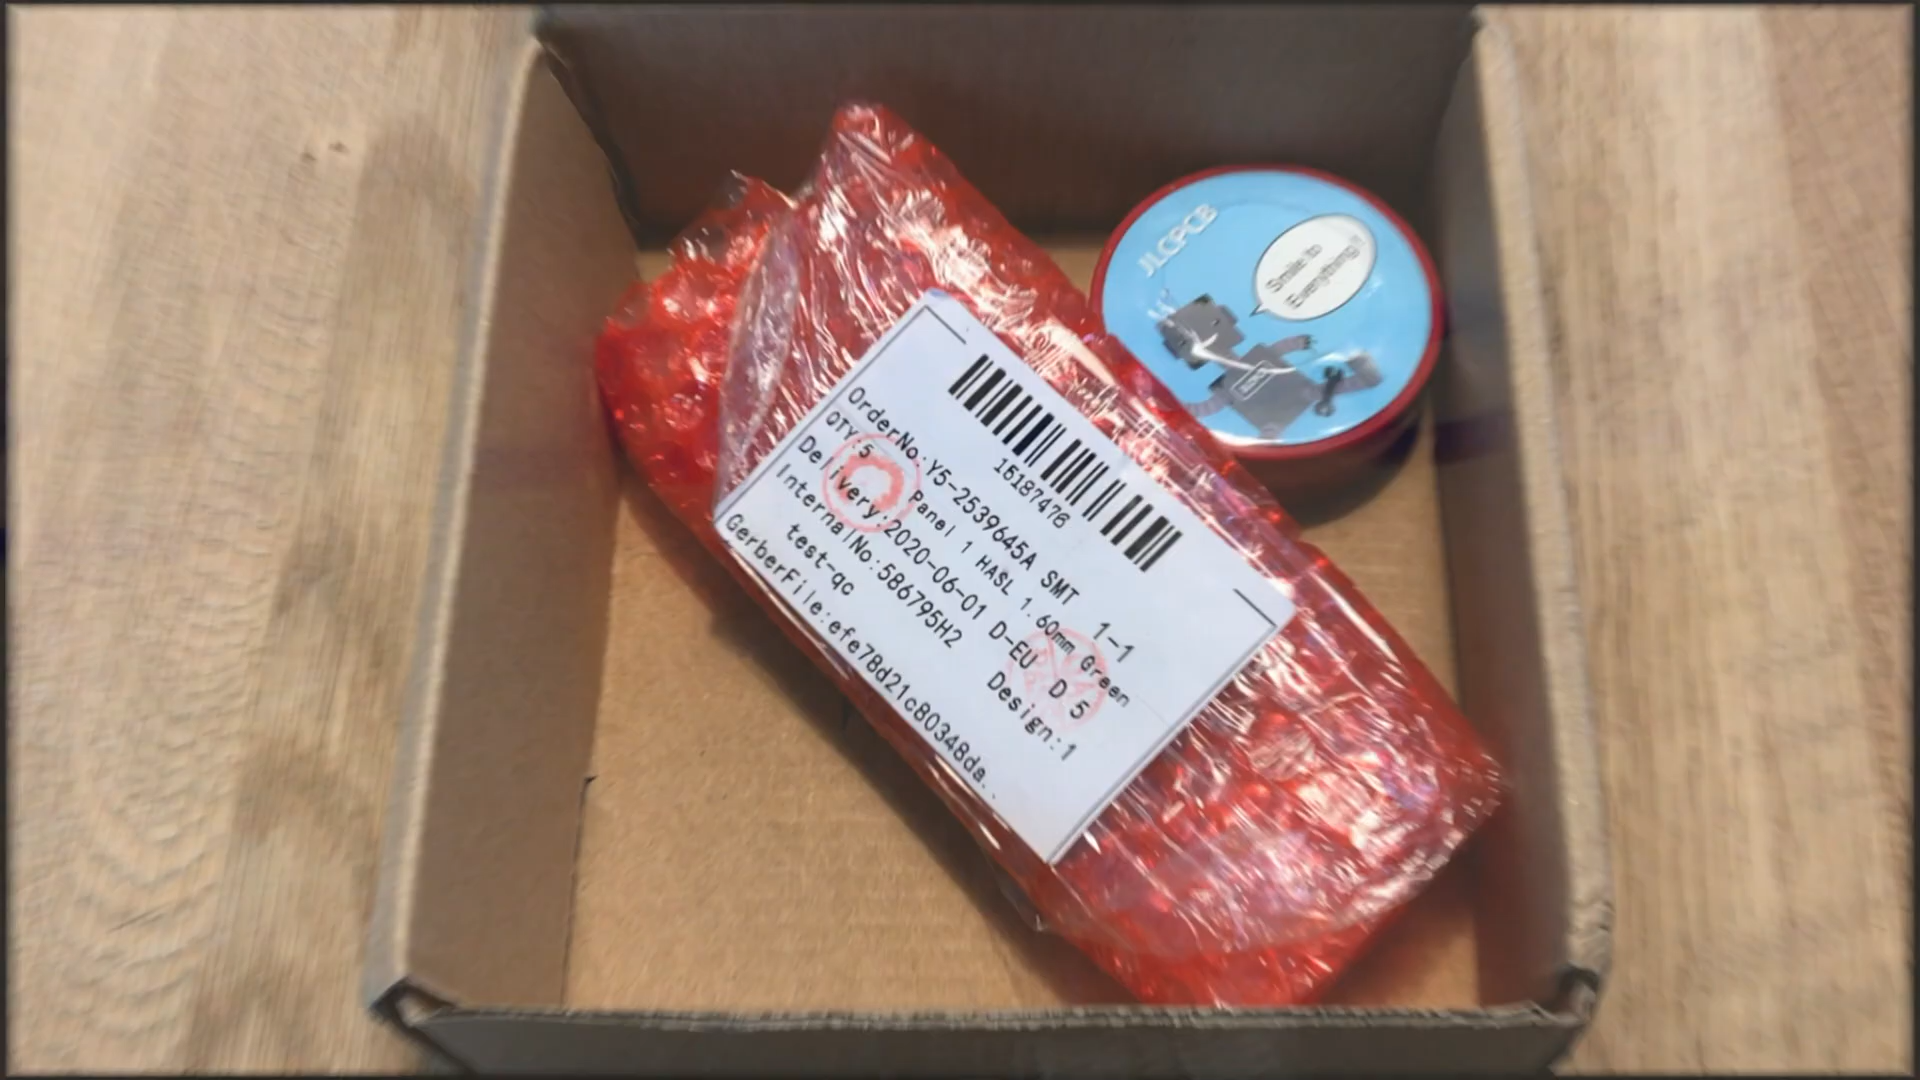 JLCPCB
Smile to
Everything!!
15187476
OrderNo:Y5-2539645A SMT 1-1
QTY:5 Panel 1 HASL 1.60mm Green
Delivery:2020-06-01 D-EU D 5
InternalNo:586795H2 Design:1
test-qc
GerberFile:efe78d21c80348da..